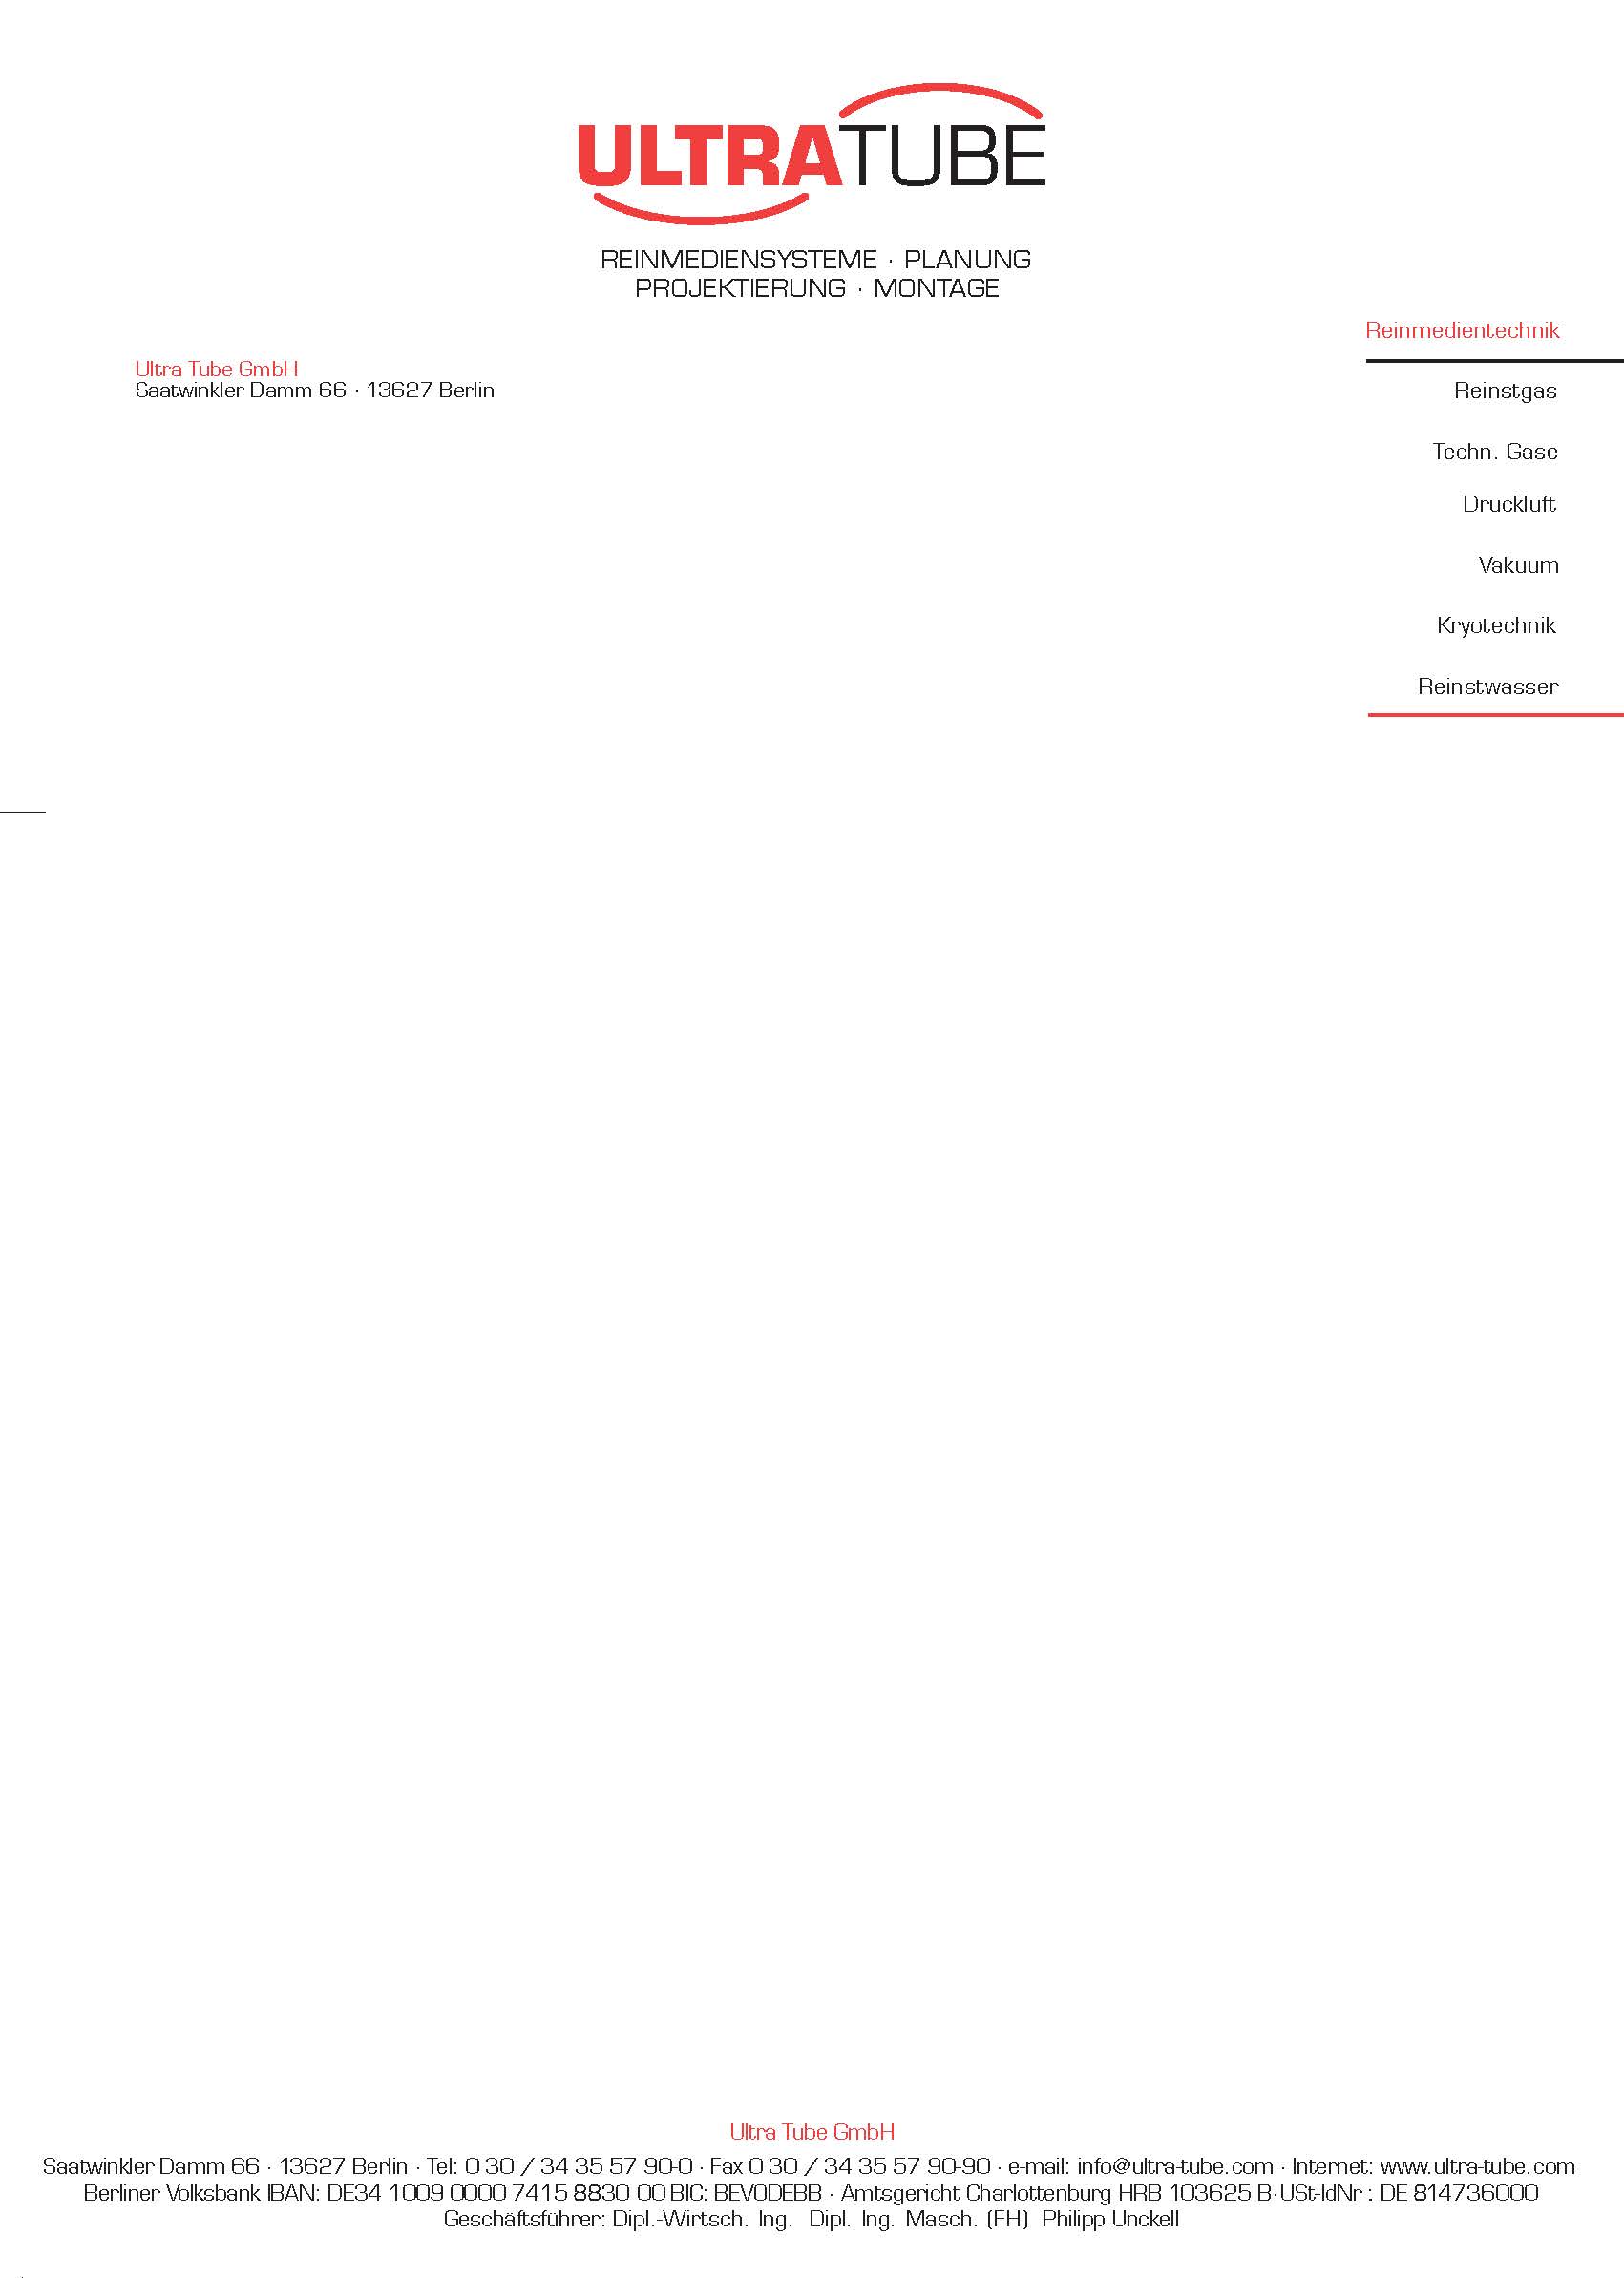 ULTRATUBE
REINMEDIENSYSTEME · PLANUNG
PROJEKTIERUNG · MONTAGE
Reinmedientechnik
Ultra Tube GmbH
Saatwinkler Damm 66 · 13627 Berlin
Reinstgas
Techn. Gase
Druckluft
Vakuum
Kryotechnik
Reinstwasser
Ultra Tube GmbH
Saatwinkler Damm 66 · 13627 Berlin · Tel: 0 30 / 34 35 57 90-0 · Fax 0 30 / 34 35 57 90-90 · e-mail: info@ultra-tube.com · Internet: www.ultra-tube.com
Berliner Volksbank IBAN: DE34 1009 0000 7415 8830 00 BIC: BEVODEBB · Amtsgericht Charlottenburg HRB 103625 B·USt-IdNr : DE 814736000
Geschäftsführer: Dipl.-Wirtsch. Ing. Dipl. Ing. Masch. (FH) Philipp Unckell